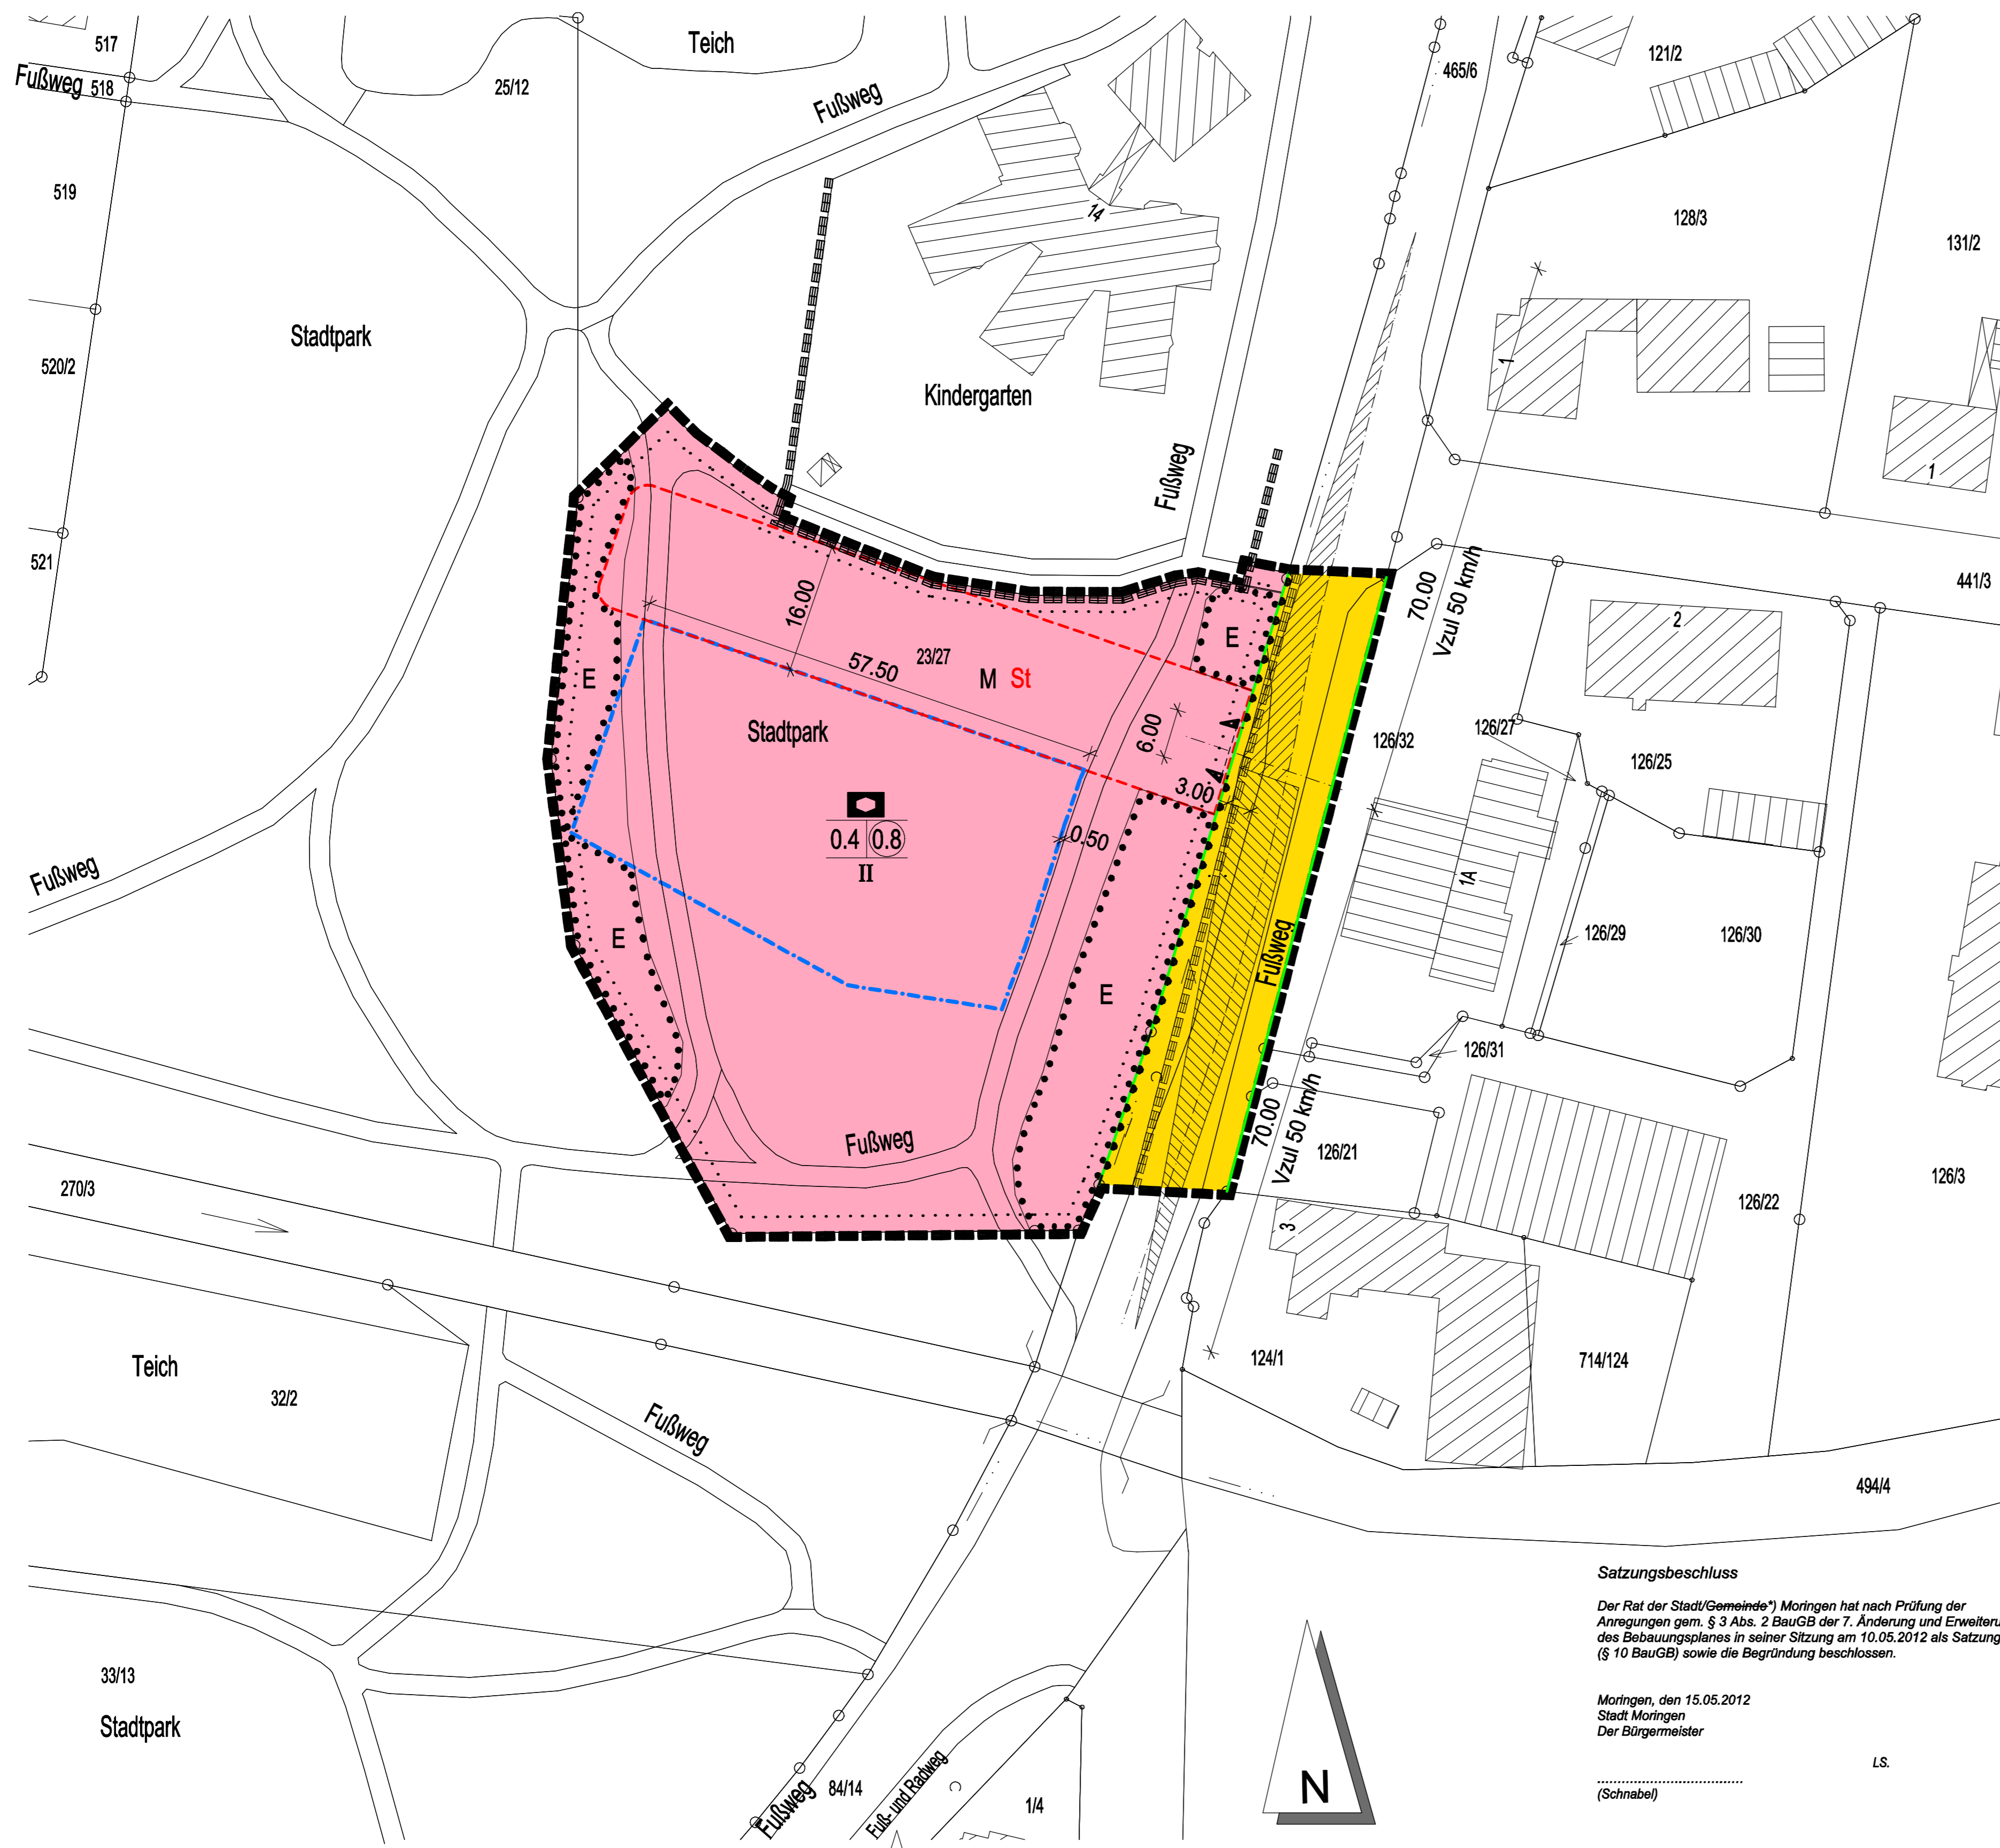 517
Teich
Fußweg 518
25/12
Fußweg
465/6
121/2
519
14
128/3
131/2
Stadtpark
520/2
1
Kindergarten
Fußweg
1
521
16.00
70.00
Vzul 50 km/h
441/3
2
E
E
57.50
23/27
M St
Stadtpark
6.00
126/32
126/27
126/25
3.00
0.4 0.8
0.50
II
Fußweg
1A
E
Fußweg
126/29
126/30
E
126/31
70.00
Vzul 50 km/h
Fußweg
126/21
270/3
126/22
126/3
3
Teich
32/2
124/1
714/124
Fußweg
494/4
Satzungsbeschluss
Der Rat der Stadt/Gemeinde*) Moringen hat nach Prüfung der
Anregungen gem. § 3 Abs. 2 BauGB der 7. Änderung und Erweiteru
des Bebauungsplanes in seiner Sitzung am 10.05.2012 als Satzung
(§ 10 BauGB) sowie die Begründung beschlossen.
33/13
Stadtpark
Moringen, den 15.05.2012
Stadt Moringen
Der Bürgermeister
LS.
(Schnabel)
Fußweg
84/14
Fuß- und Radweg
1/4
N